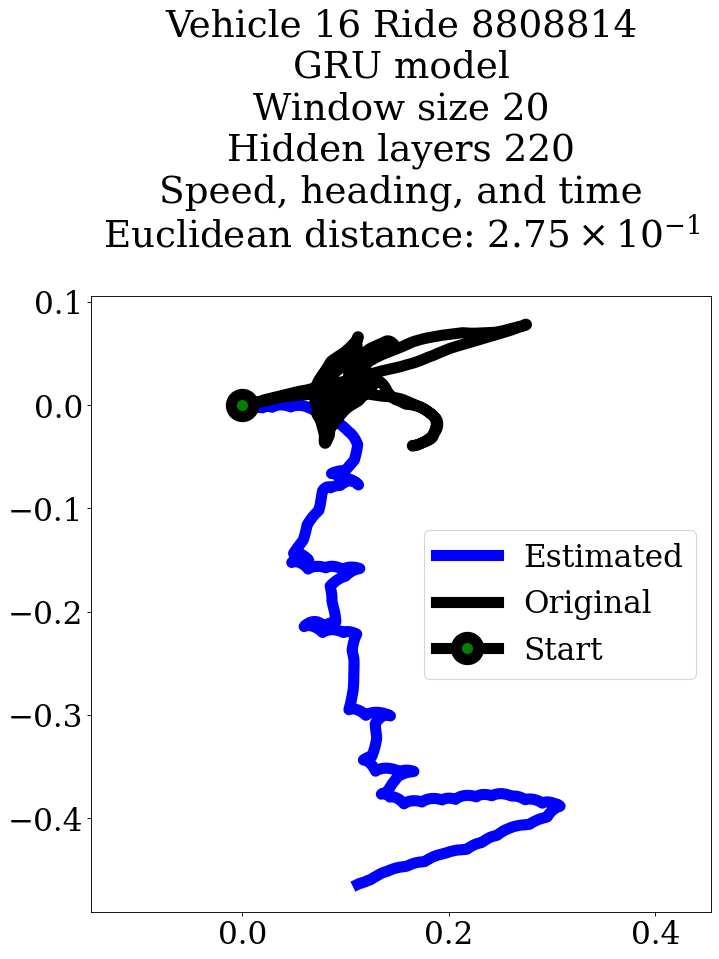 Vehicle 16 Ride 8808814
GRU model
Window size 20
Hidden layers 220
Speed, heading, and time
Euclidean distance: 2.75 × 10⁻¹
0.1
0.0
−0.1
−0.2
−0.3
−0.4
Estimated
Original
Start
0.0 0.2 0.4